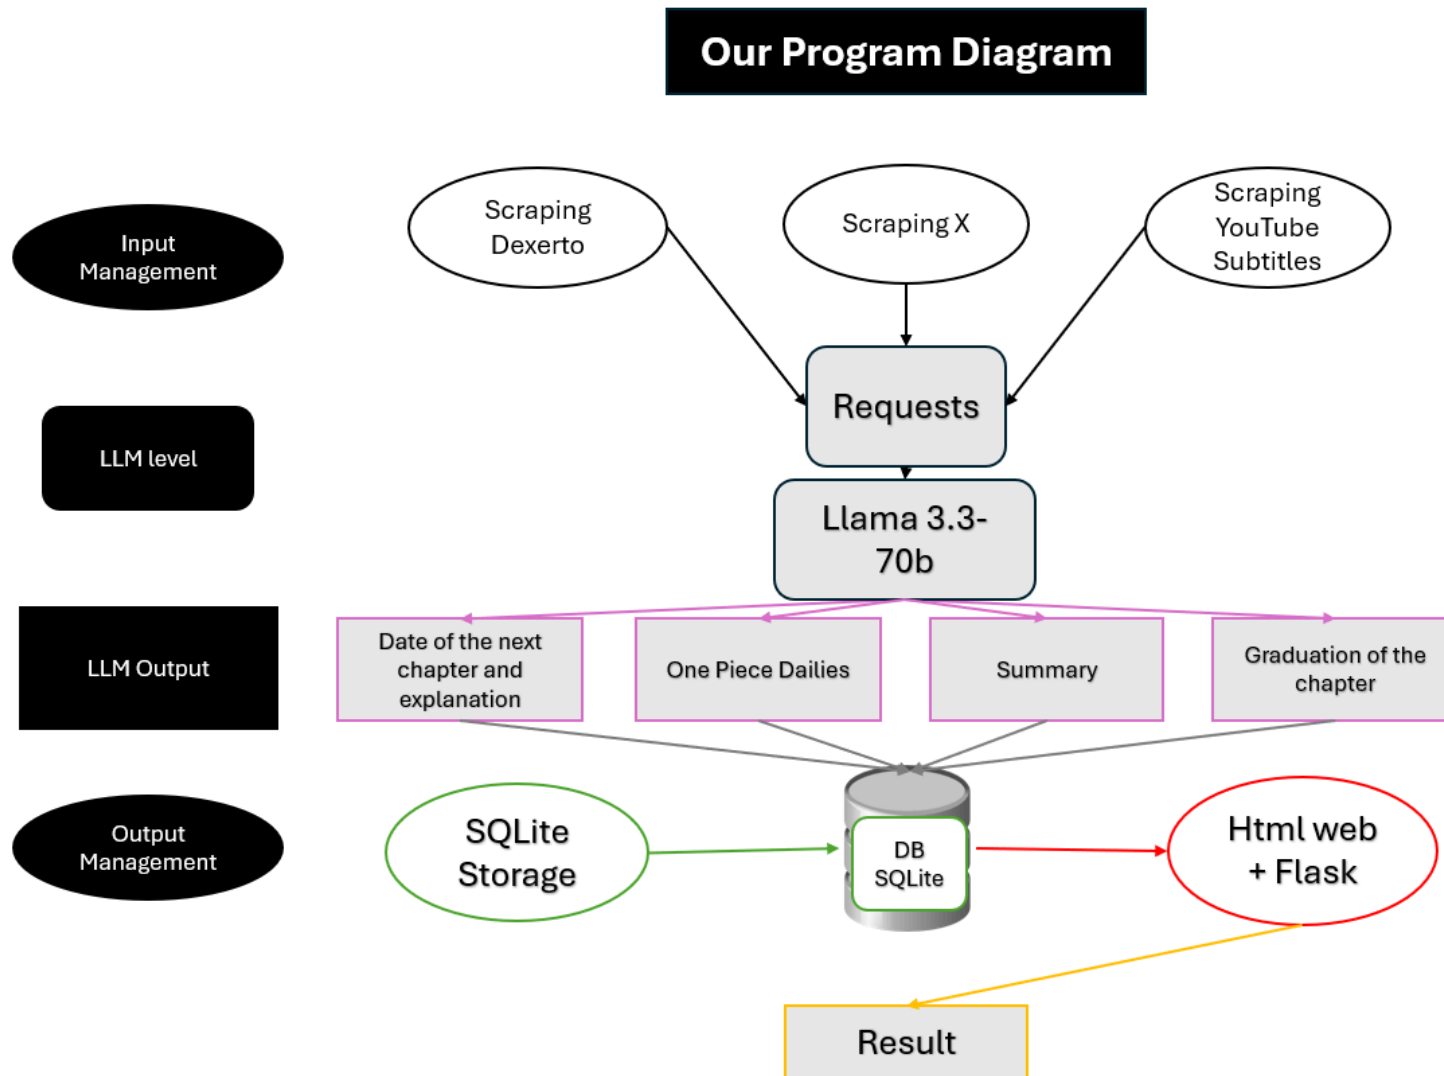 Our Program Diagram
Input
Management
Scraping
Dexerto
Scraping X
Scraping
YouTube
Subtitles
LLM level
Requests
Llama 3.3-
70b
LLM Output
Date of the next
chapter and
explanation
One Piece Dailies
Summary
Graduation of the
chapter
Output
Management
SQLite
Storage
DB
SQLite
Html web
+ Flask
Result